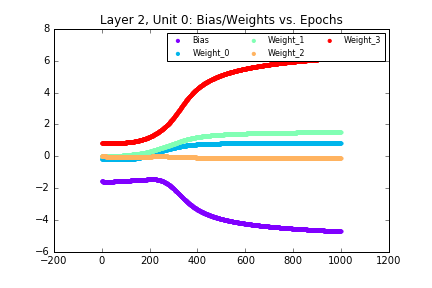 Layer 2, Unit 0: Bias/Weights vs. Epochs
Bias Weight_1 Weight_3
Weight_0 Weight_2
8
6
4
2
0
−2
−4
−6
−200 0 200 400 600 800 1000 1200